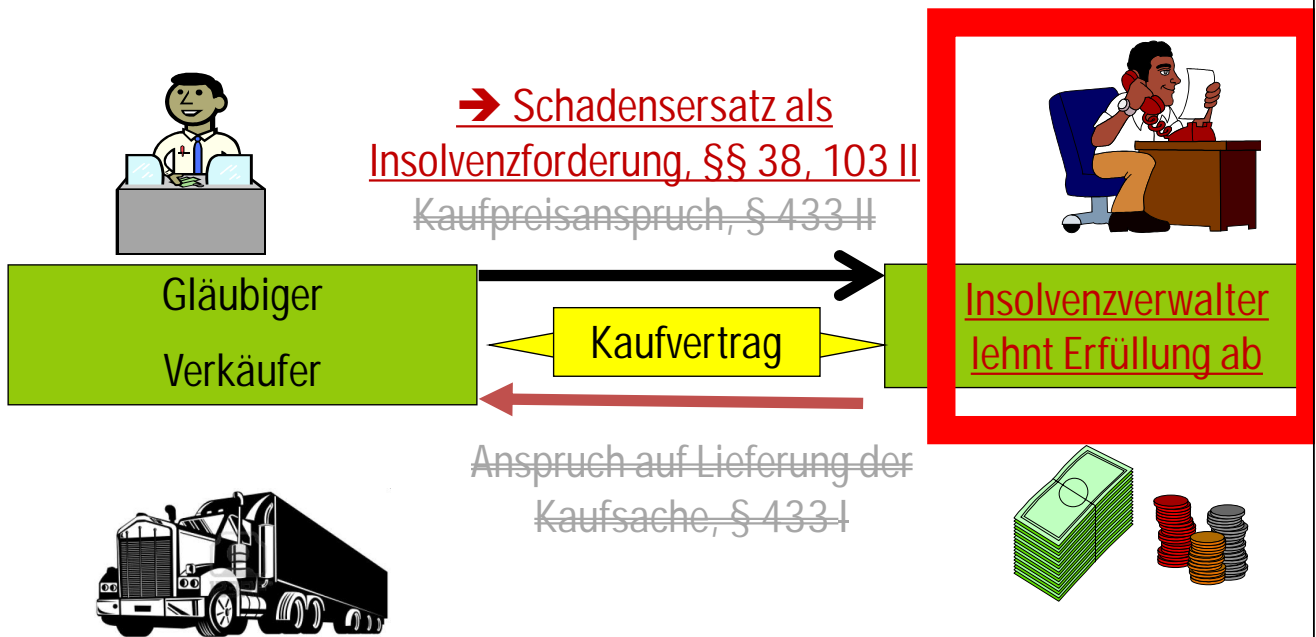 ➔ Schadensersatz als
Insolvenzforderung, §§ 38, 103 II
Kaufpreisanspruch, § 433 II
Gläubiger
Verkäufer
Kaufvertrag
Insolvenzverwalter
lehnt Erfüllung ab
Anspruch auf Lieferung der
Kaufsache, § 433 I